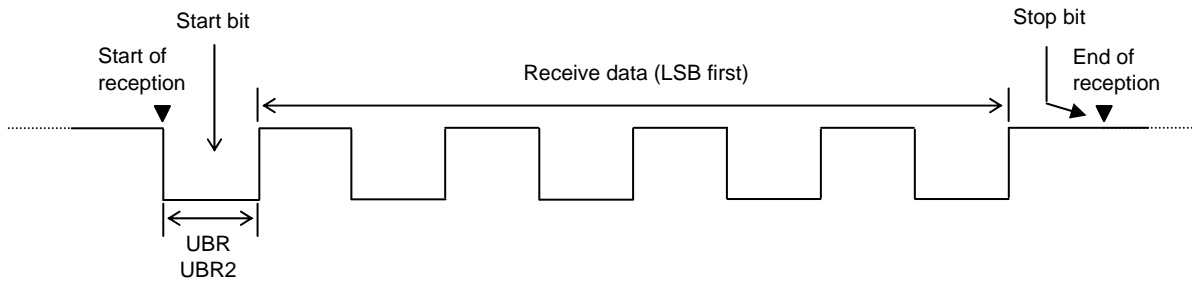 Start bit
Stop bit
Start of
reception
Receive data (LSB first)
End of
reception
UBR
UBR2